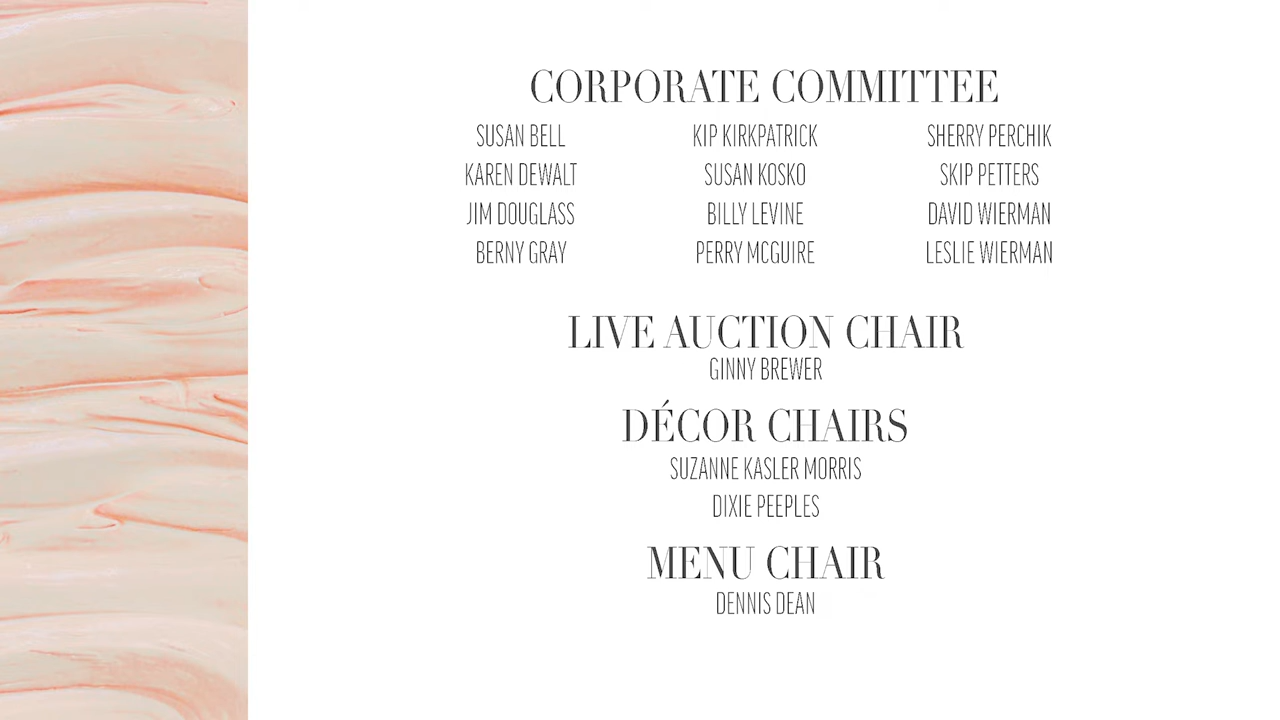 CORPORATE COMMITTEE
SUSAN BELL KIP KIRKPATRICK SHERRY PERCHIK
KAREN DEWALT SUSAN KOSKO SKIP PETTERS
JIM DOUGLASS BILLY LEVINE DAVID WIERMAN
BERNY GRAY PERRY MCGUIRE LESLIE WIERMAN
LIVE AUCTION CHAIR
GINNY BREWER
DÉCOR CHAIRS
SUZANNE KASLER MORRIS
DIXIE PEEPLES
MENU CHAIR
DENNIS DEAN